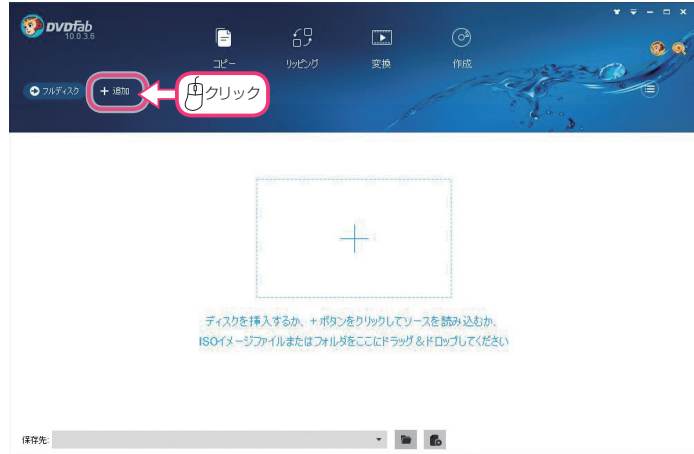 DVDFab
10.0.3.6
コピー
リッピング
変換
作成
フルディスク
+ 追加
クリック
ディスクを挿入するか、+ボタンをクリックしてソースを読み込むか、
ISOイメージファイルまたはフォルダをここにドラッグ&ドロップしてください
保存先: